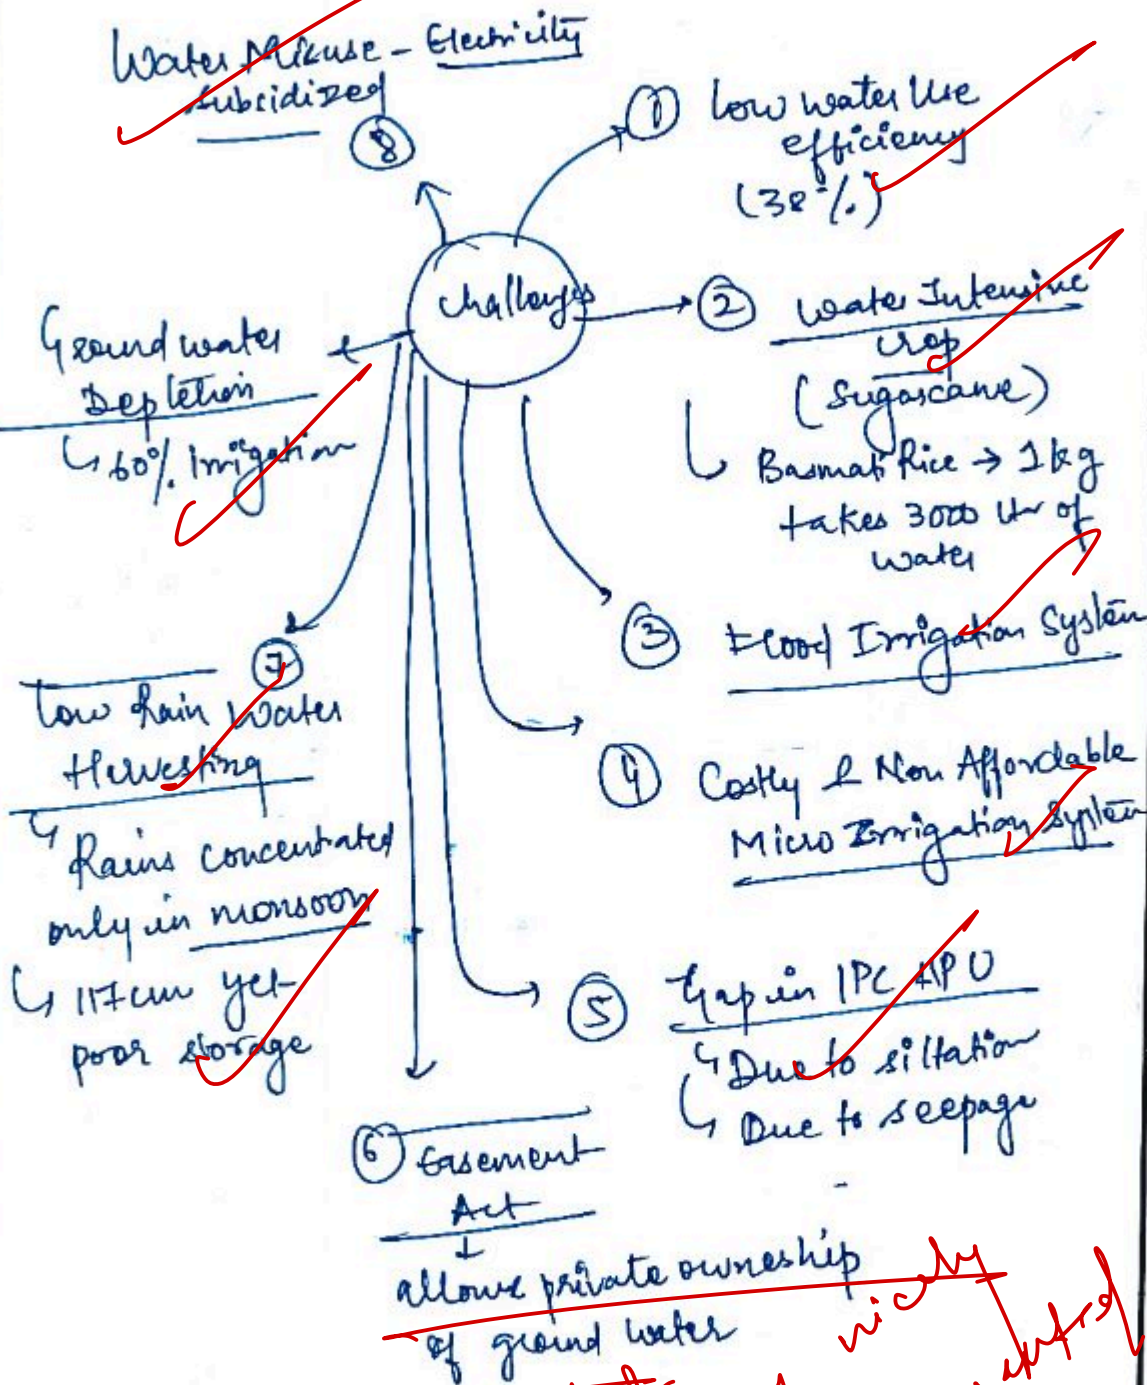 Water Misuse - Electricity
subsidized
8
1 Low water Use
efficiency
(38%)
Challenges
2 Water Intensive
crop
(Sugarcane)
Basmati Rice → 1kg
takes 3000 ltr of
water
3 Flood Irrigation System
4 Costly & Non Affordable
Micro Irrigation System
5 Gap in IPC & IPU
Due to siltation
Due to seepage
6 Easement
Act
allows private owneship
of ground water
7
Low Rain Water
Harvesting
Rains concentrated
only in monsoon
117cm yet
poor storage
Ground water
Depletion
60% Irrigation
nicely